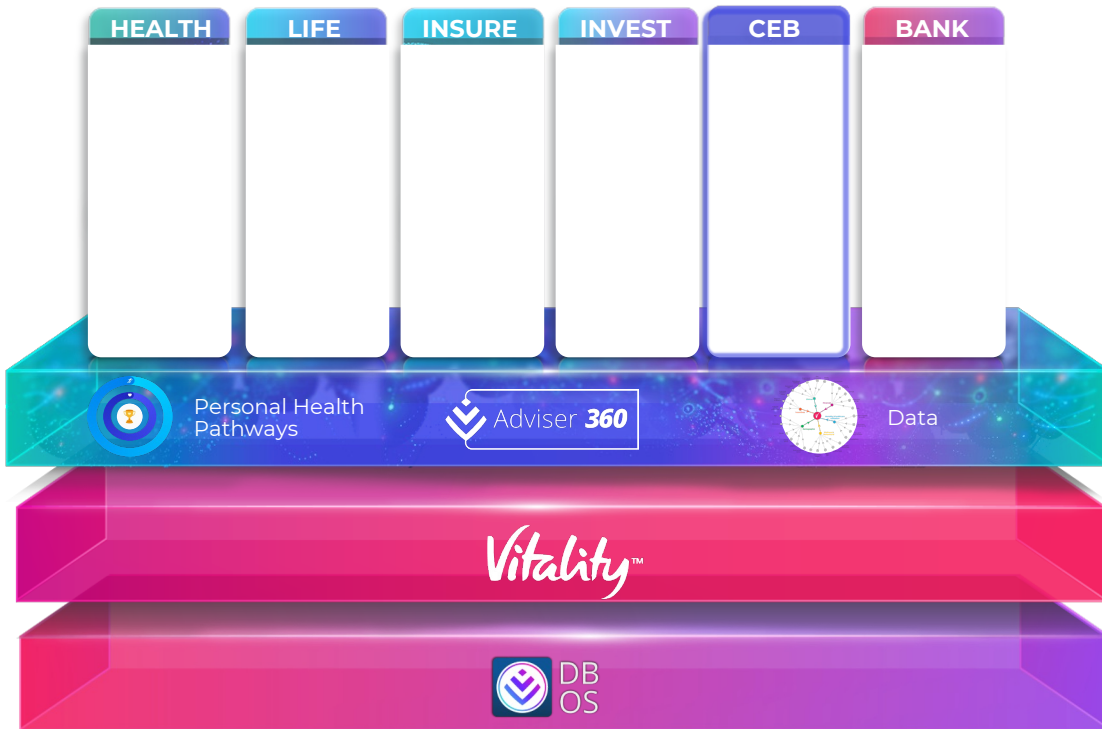 HEALTH
LIFE
INSURE
INVEST
CEB
BANK
Personal Health
Pathways
Adviser 360
Data
Vitality™
DB
OS